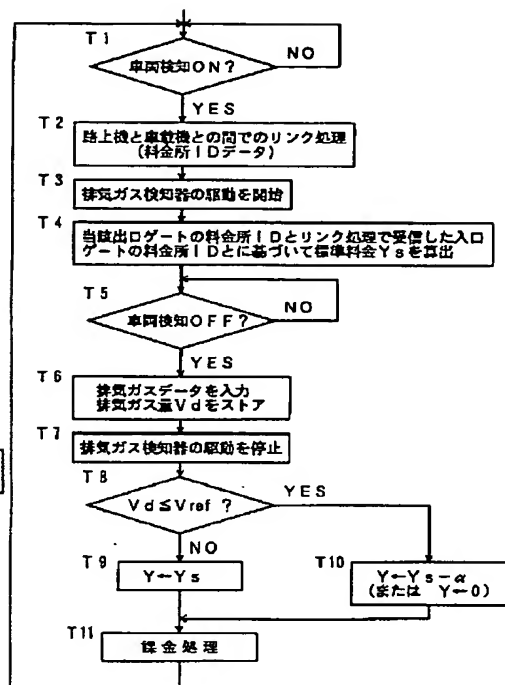 T1
車両検知ON?
NO
YES
T2
路上機と車載機との間でのリンク処理
(料金所IDデータ)
T3
排気ガス検知器の駆動を開始
T4
当該出口ゲートの料金所IDとリンク処理で受信した入口
ゲートの料金所IDとに基づいて標準料金Ysを算出
T5
車両検知OFF?
NO
YES
T6
排気ガスデータを入力
排気ガス量Vdをストア
T7
排気ガス検知器の駆動を停止
T8
Vd≦Vref?
YES
NO
T9
Y←Ys
T10
Y←Ys-α
(または Y←0)
T11
課金処理